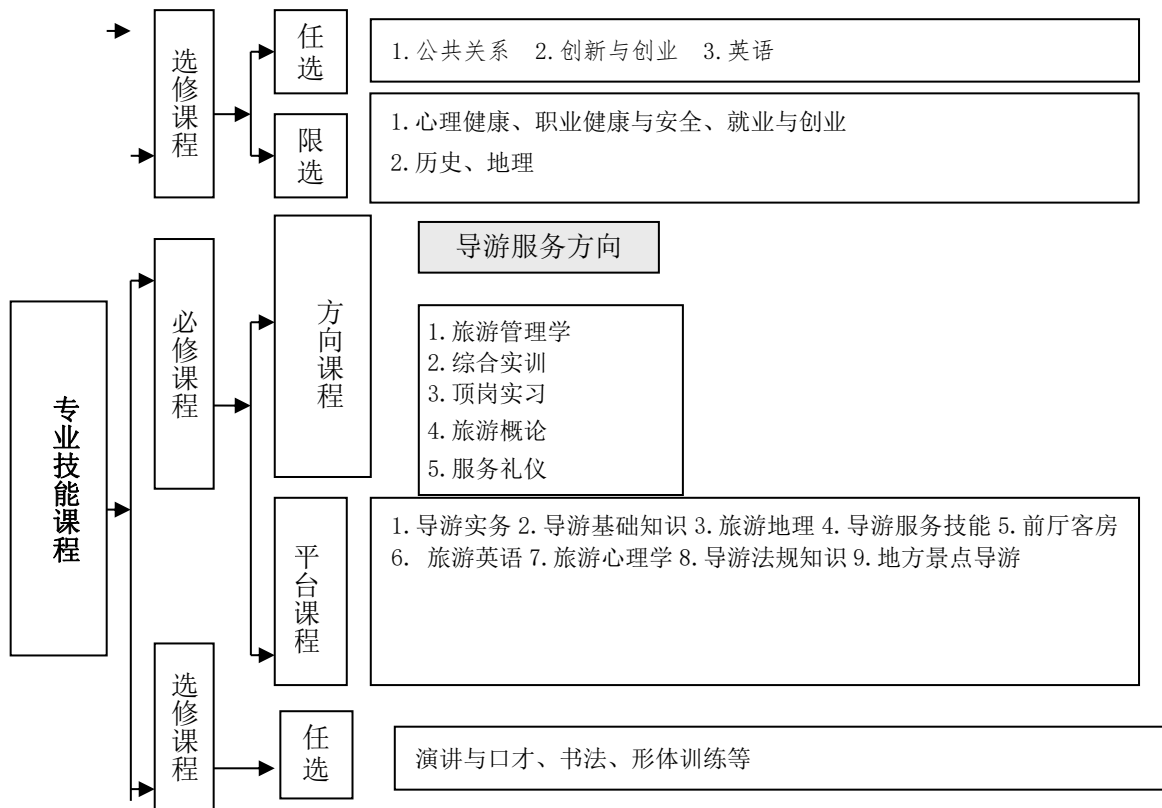 选修课程
任选
1.公共关系 2.创新与创业 3.英语
限选
1.心理健康、职业健康与安全、就业与创业
2.历史、地理
专业技能课程
必修课程
方向课程
导游服务方向
1.旅游管理学
2.综合实训
3.顶岗实习
4.旅游概论
5.服务礼仪
平台课程
1.导游实务 2.导游基础知识 3.旅游地理 4.导游服务技能 5.前厅客房
6. 旅游英语 7.旅游心理学 8.导游法规知识 9.地方景点导游
选修课程
任选
演讲与口才、书法、形体训练等